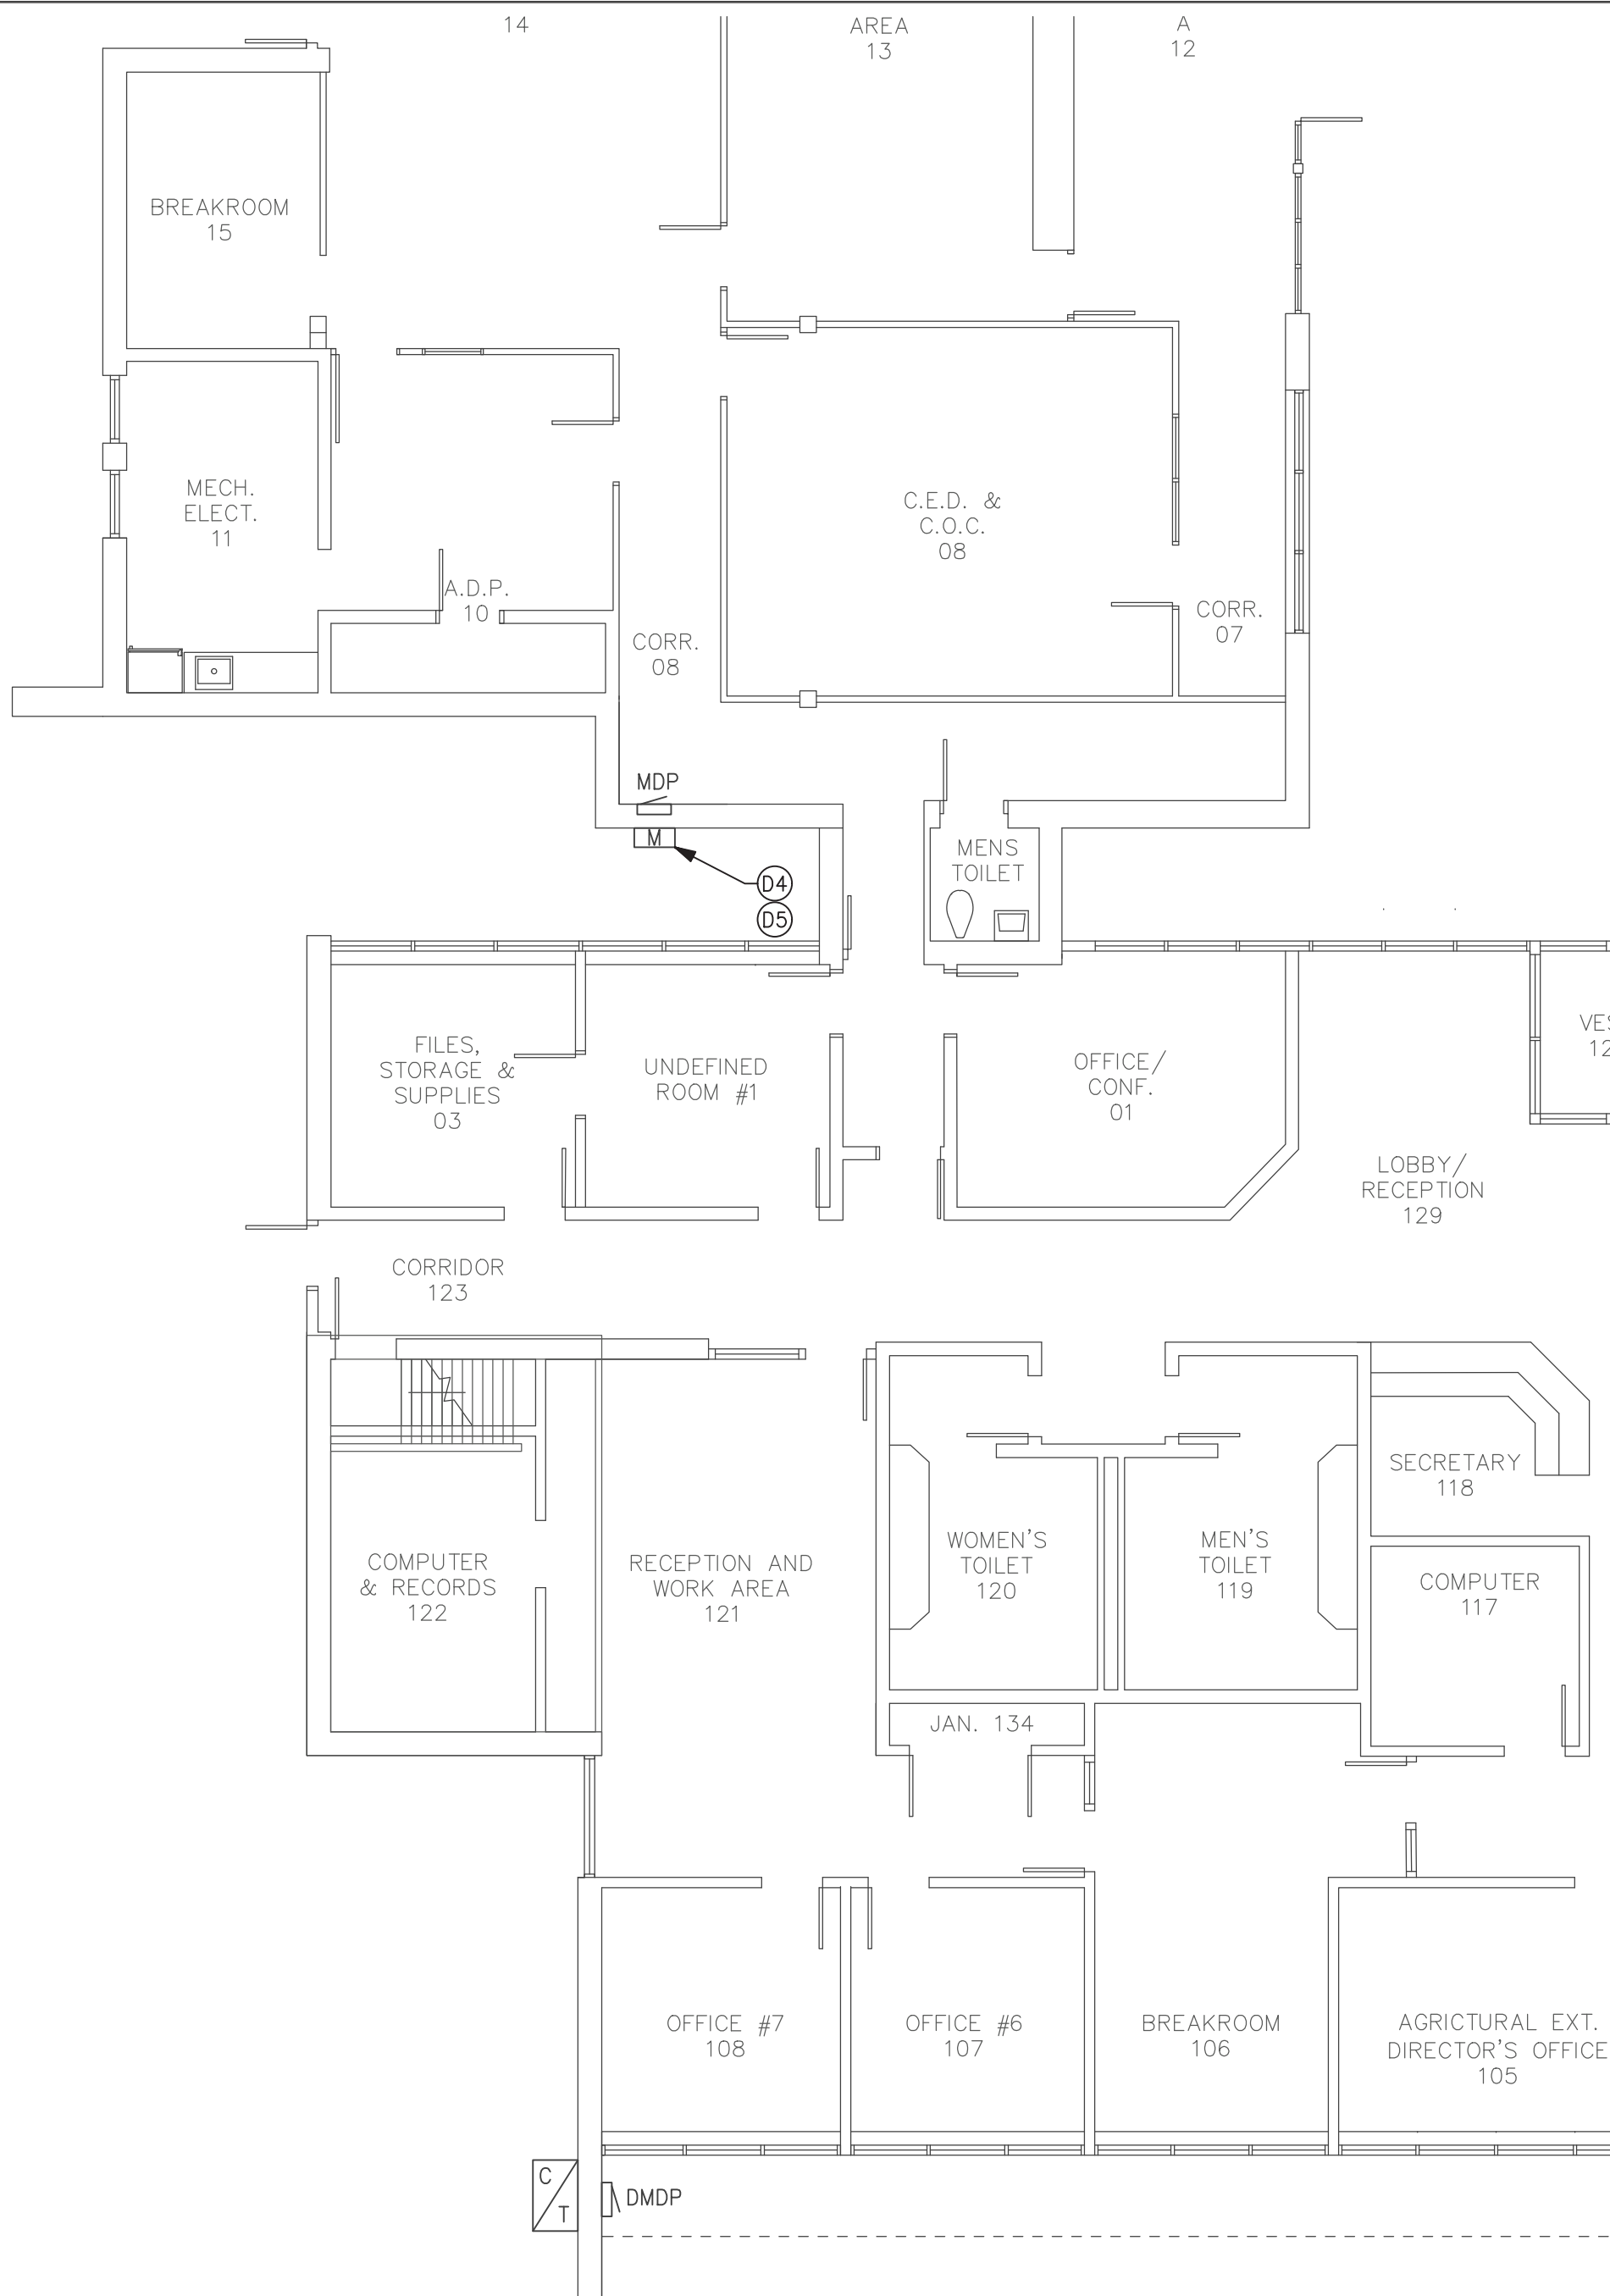 14
AREA
13
A
12
BREAKROOM
15
MECH.
ELECT.
11
C.E.D. &
C.O.C.
08
A.D.P.
10
CORR.
07
CORR.
08
MDP
M
MENS
TOILET
D4
D5
FILES,
STORAGE &
SUPPLIES
03
UNDEFINED
ROOM #1
OFFICE/
CONF.
01
VES
12
LOBBY/
RECEPTION
129
CORRIDOR
123
SECRETARY
118
COMPUTER
& RECORDS
122
RECEPTION AND
WORK AREA
121
WOMEN'S
TOILET
120
MEN'S
TOILET
119
COMPUTER
117
JAN. 134
OFFICE #7
108
OFFICE #6
107
BREAKROOM
106
AGRICTURAL EXT.
DIRECTOR'S OFFICE
105
C
T
DMDP